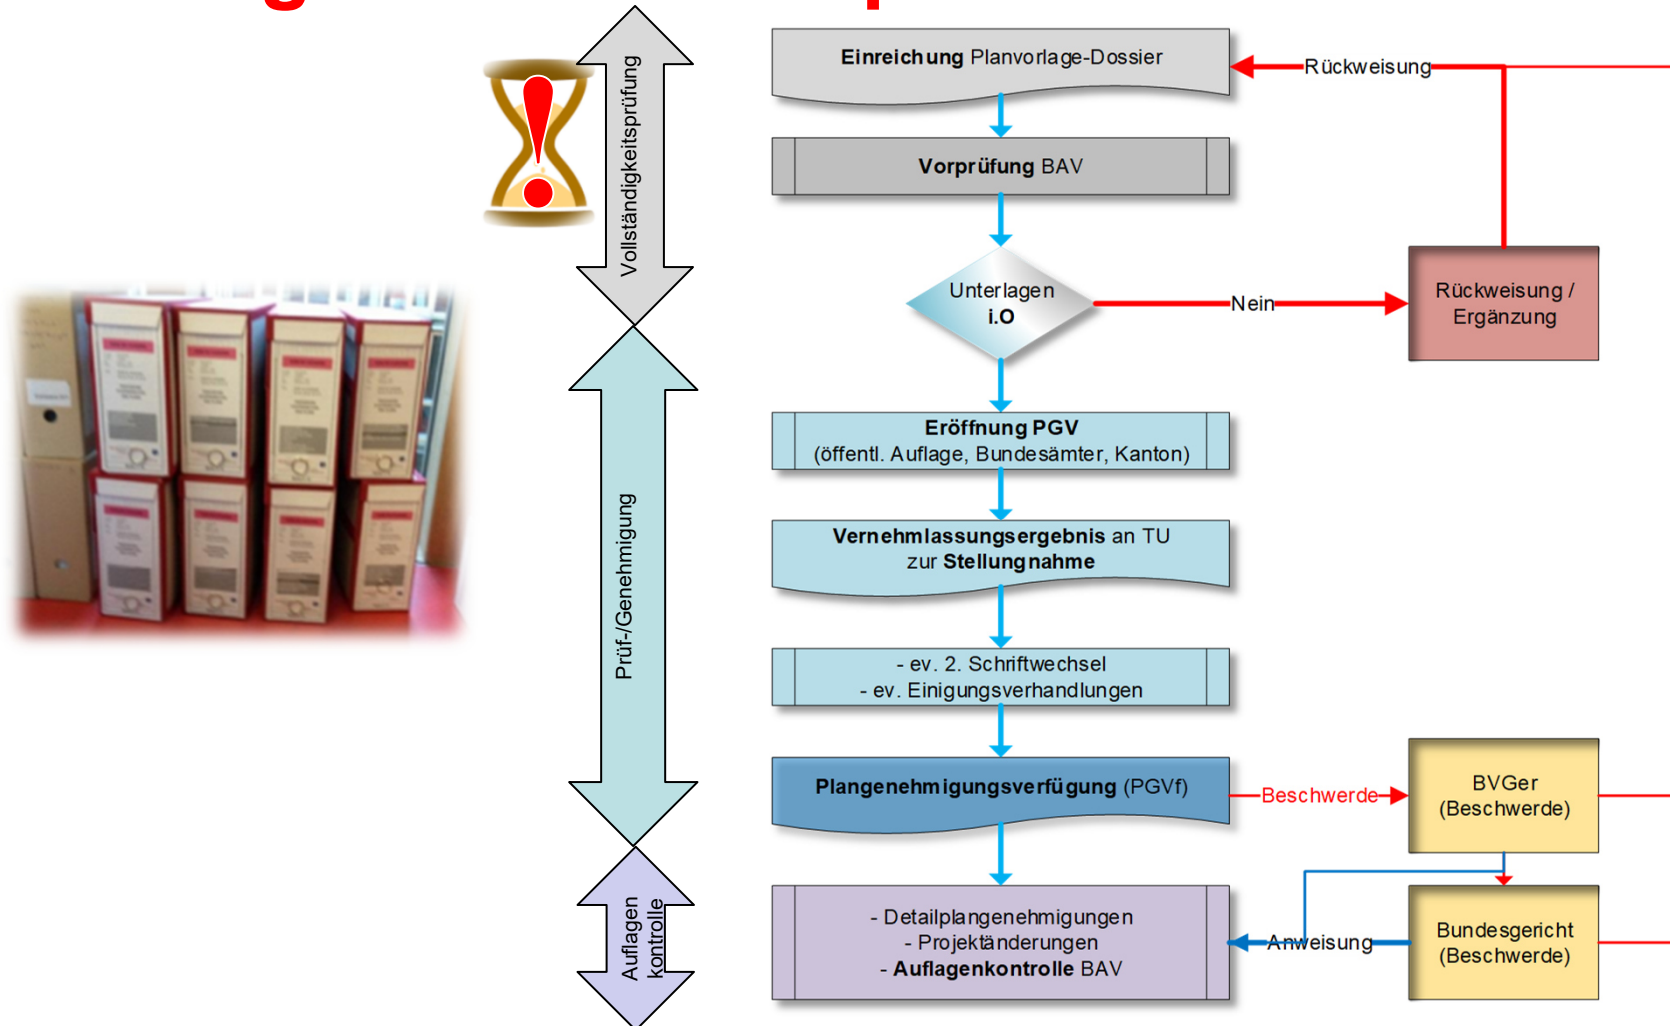 Vollständigkeitsprüfung
Einreichung Planvorlage-Dossier
Rückweisung
Vorprüfung BAV
Unterlagen
i.O
Nein
Rückweisung /
Ergänzung
Prüf-/Genehmigung
Eröffnung PGV
(öffentl. Auflage, Bundesämter, Kanton)
Vernehmlassungsergebnis an TU
zur Stellungnahme
- ev. 2. Schriftwechsel
- ev. Einigungsverhandlungen
Plangenehmigungsverfügung (PGVf)
Beschwerde
BVGer
(Beschwerde)
Auflagen
kontrolle
- Detailplangenehmigungen
- Projektänderungen
- Auflagenkontrolle BAV
Anweisung
Bundesgericht
(Beschwerde)